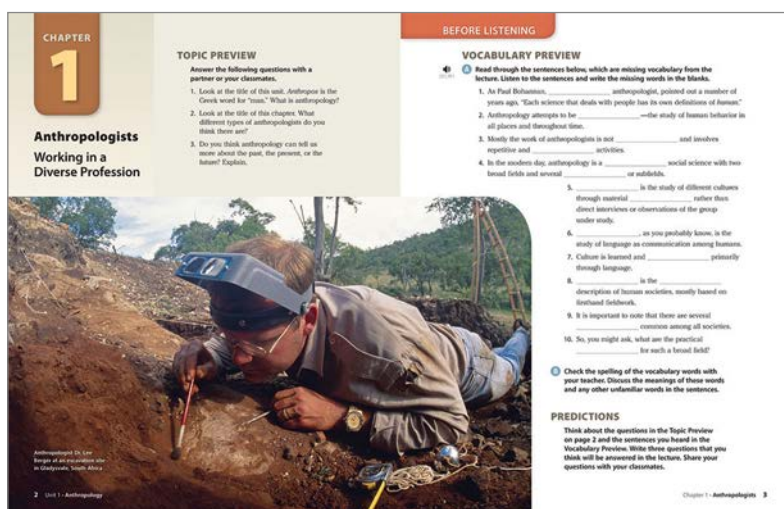 CHAPTER
1
Anthropologists
Working in a
Diverse Profession
TOPIC PREVIEW
Answer the following questions with a
partner or your classmates.
1. Look at the title of this unit. Anthropos is the
Greek word for "man." What is anthropology?
2. Look at the title of this chapter. What
different types of anthropologists do you
think there are?
3. Do you think anthropology can tell us
more about the past, the present, or the
future? Explain.
Anthropologist Dr. Lee
Berger at an excavation site
in Gladysvale, South Africa
2 Unit 1 • Anthropology
BEFORE LISTENING
VOCABULARY PREVIEW
A Read through the sentences below, which are missing vocabulary from the
lecture. Listen to the sentences and write the missing words in the blanks.
1. As Paul Bohannan, ____________ anthropologist, pointed out a number of
years ago, "Each science that deals with people has its own definitions of human."
2. Anthropology attempts to be ____________—the study of human behavior in
all places and throughout time.
3. Mostly the work of anthropologists is not ____________ and involves
repetitive and ____________ activities.
4. In the modern day, anthropology is a ____________ social science with two
broad fields and several ____________ or subfields.
5. ____________ is the study of different cultures
through material ____________ rather than
direct interviews or observations of the group
under study.
6. ____________, as you probably know, is the
study of language as communication among humans.
7. Culture is learned and ____________ primarily
through language.
8. ____________ is the ____________
description of human societies, mostly based on
firsthand fieldwork.
9. It is important to note that there are several
____________ common among all societies.
10. So, you might ask, what are the practical
____________ for such a broad field?
B Check the spelling of the vocabulary words with
your teacher. Discuss the meanings of these words
and any other unfamiliar words in the sentences.
PREDICTIONS
Think about the questions in the Topic Preview
on page 2 and the sentences you heard in the
Vocabulary Preview. Write three questions that you
think will be answered in the lecture. Share your
questions with your classmates.
Chapter 1 • Anthropologists 3